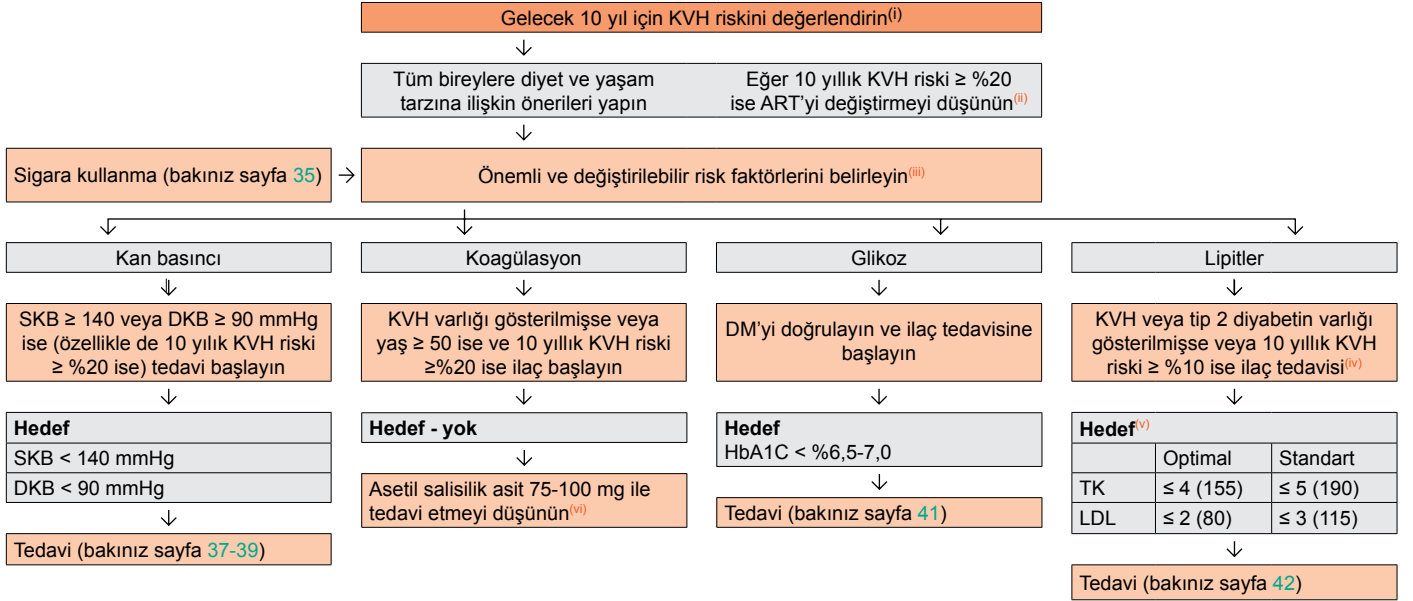 Gelecek 10 yıl için KVH riskini değerlendirin(i)
Tüm bireylere diyet ve yaşam
tarzına ilişkin önerileri yapın
Eğer 10 yıllık KVH riski ≥ %20
ise ART'yi değiştirmeyi düşünün(ii)
Sigara kullanma (bakınız sayfa 35)
Önemli ve değiştirilebilir risk faktörlerini belirleyin(iii)
Kan basıncı
Koagülasyon
Glikoz
Lipitler
SKB ≥ 140 veya DKB ≥ 90 mmHg
ise (özellikle de 10 yıllık KVH riski
≥ %20 ise) tedavi başlayın
KVH varlığı gösterilmişse veya
yaş ≥ 50 ise ve 10 yıllık KVH riski
≥%20 ise ilaç başlayın
DM'yi doğrulayın ve ilaç tedavisine
başlayın
KVH veya tip 2 diyabetin varlığı
gösterilmişse veya 10 yıllık KVH
riski ≥ %10 ise ilaç tedavisi(iv)
Hedef
SKB < 140 mmHg
DKB < 90 mmHg
Tedavi (bakınız sayfa 37-39)
Hedef - yok
Asetil salisilik asit 75-100 mg ile
tedavi etmeyi düşünün(vi)
Hedef
HbA1C < %6,5-7,0
Tedavi (bakınız sayfa 41)
Hedef(v)
Optimal Standart
TK ≤ 4 (155) ≤ 5 (190)
LDL ≤ 2 (80) ≤ 3 (115)
Tedavi (bakınız sayfa 42)